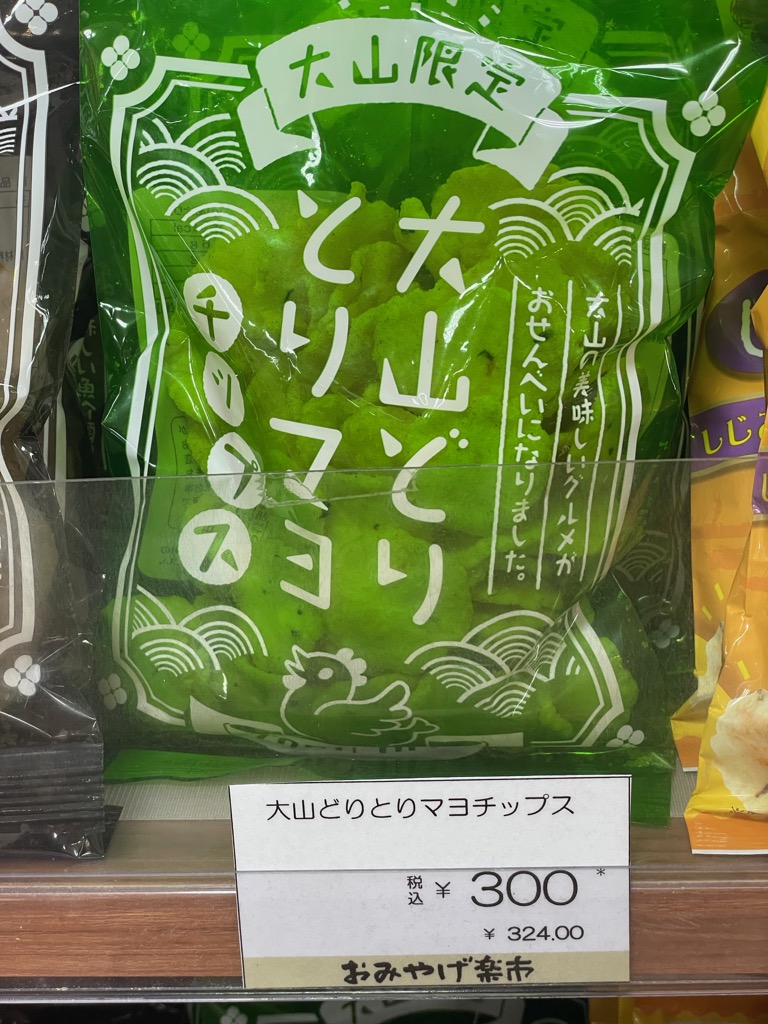 大山限定
大山どり
とりマヨ
チップス
大山の美味しいグルメが
おせんべいになりました。
大山どりとりマヨチップス
税込 ¥ 300*
¥ 324.00
おみやげ楽市